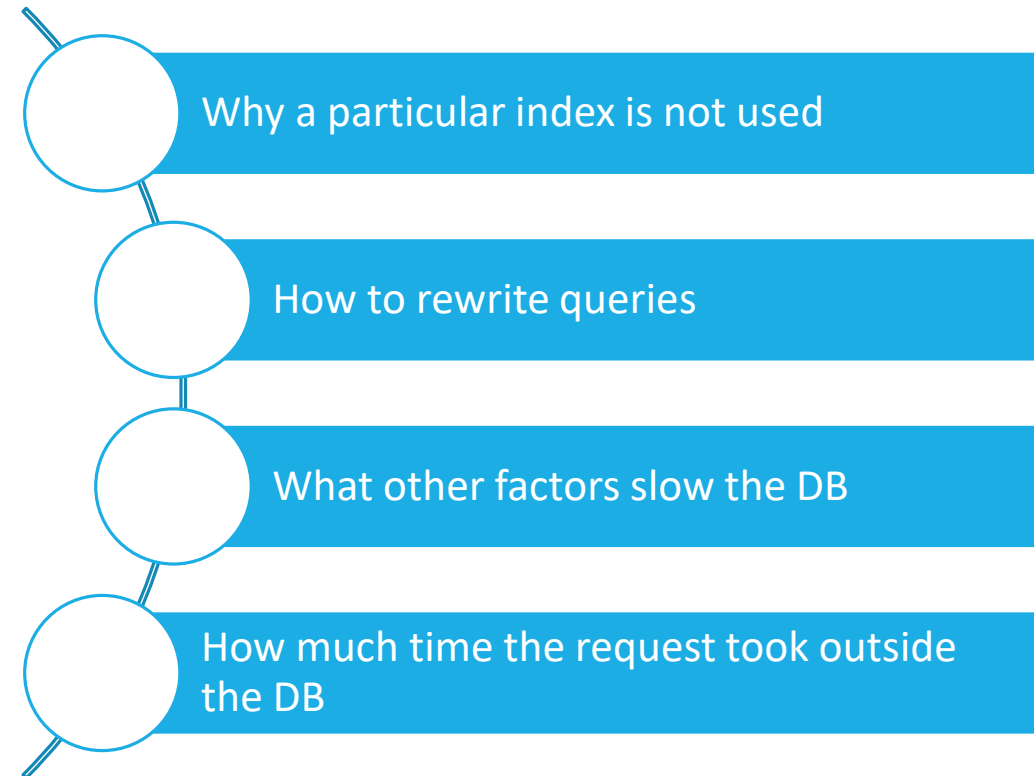 Why a particular index is not used
How to rewrite queries
What other factors slow the DB
How much time the request took outside
the DB